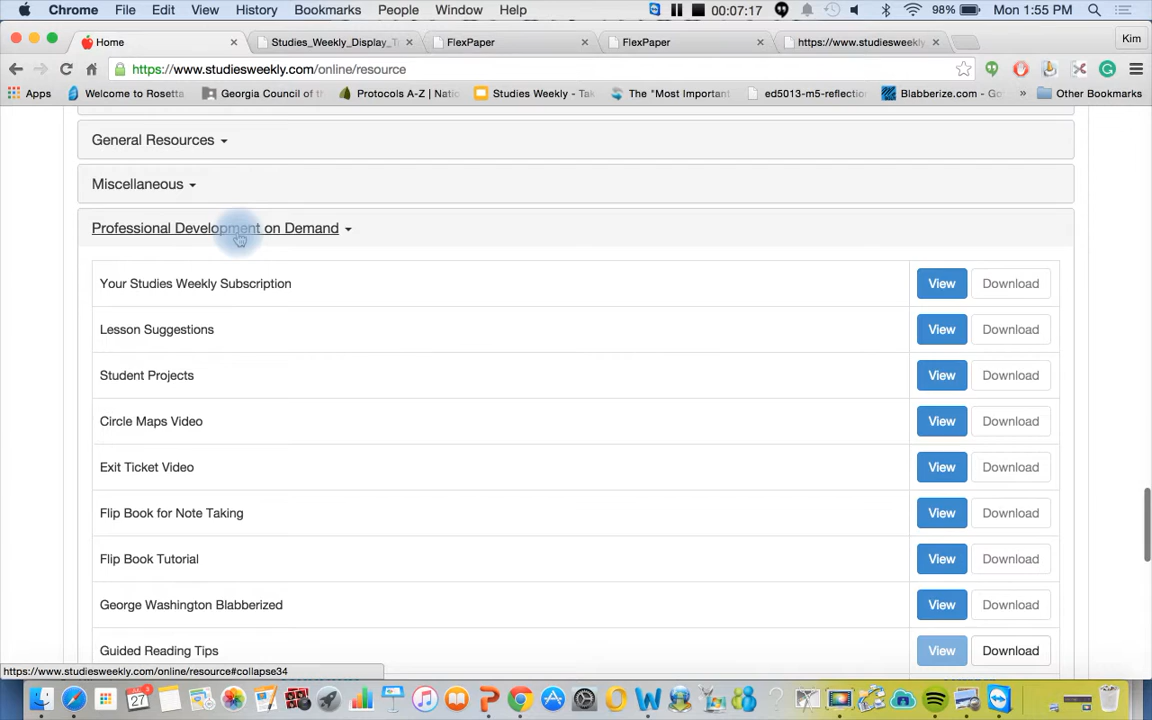 Chrome File Edit View History Bookmarks People Window Help 00:07:17 98% Mon 1:55 PM
Home Studies_Weekly_Display_T FlexPaper FlexPaper https://www.studiesweekly Kim
https://www.studiesweekly.com/online/resource
Apps Welcome to Rosetta Georgia Council of th Protocols A-Z | Natio Studies Weekly - Tak The "Most Important ed5013-m5-reflectio Blabberize.com - Go » Other Bookmarks
General Resources
Miscellaneous
Professional Development on Demand
Your Studies Weekly Subscription View Download
Lesson Suggestions View Download
Student Projects View Download
Circle Maps Video View Download
Exit Ticket Video View Download
Flip Book for Note Taking View Download
Flip Book Tutorial View Download
George Washington Blabberized View Download
Guided Reading Tips View Download
https://www.studiesweekly.com/online/resource#collapse34